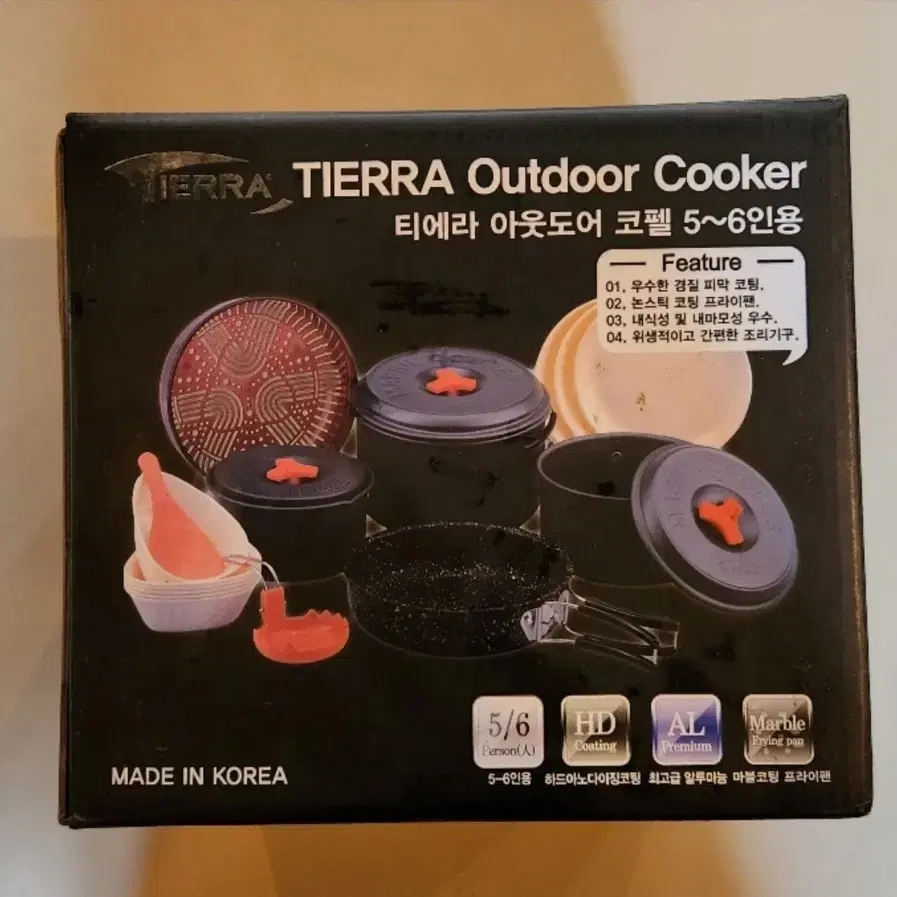 TIERRA
TIERRA Outdoor Cooker
티에라 아웃도어 코펠 5~6인용
Feature
01. 우수한 경질 피막 코팅.
02. 논스틱 코팅 프라이팬.
03. 내식성 및 내마모성 우수.
04. 위생적이고 간편한 조리기구.
5/6
Person(人)
HD
Coating
AL
Premium
Marble
Frying pan
5-6인용
하드아노다이징코팅
최고급 알루마늄
마블코팅 프라이팬
MADE IN KOREA